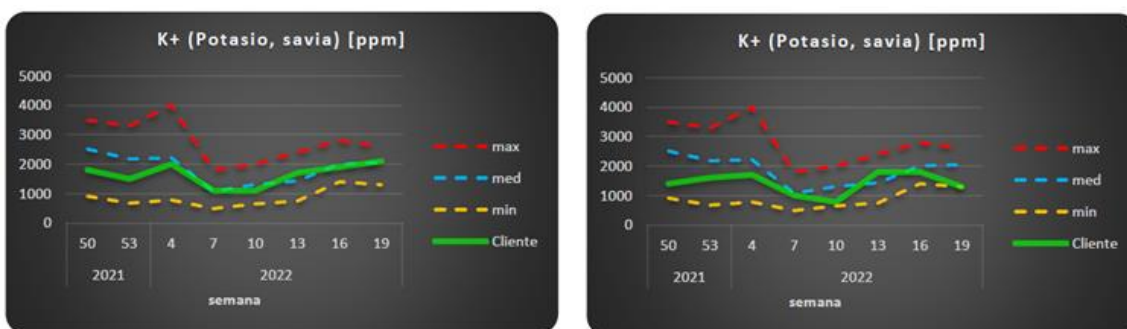 K+ (Potasio, savia) [ppm]
5000
4000
3000
2000
1000
0
50 53 4 7 10 13 16 19
2021 2022
semana
max
med
min
Cliente
K+ (Potasio, savia) [ppm]
5000
4000
3000
2000
1000
0
50 53 4 7 10 13 16 19
2021 2022
semana
max
med
min
Cliente